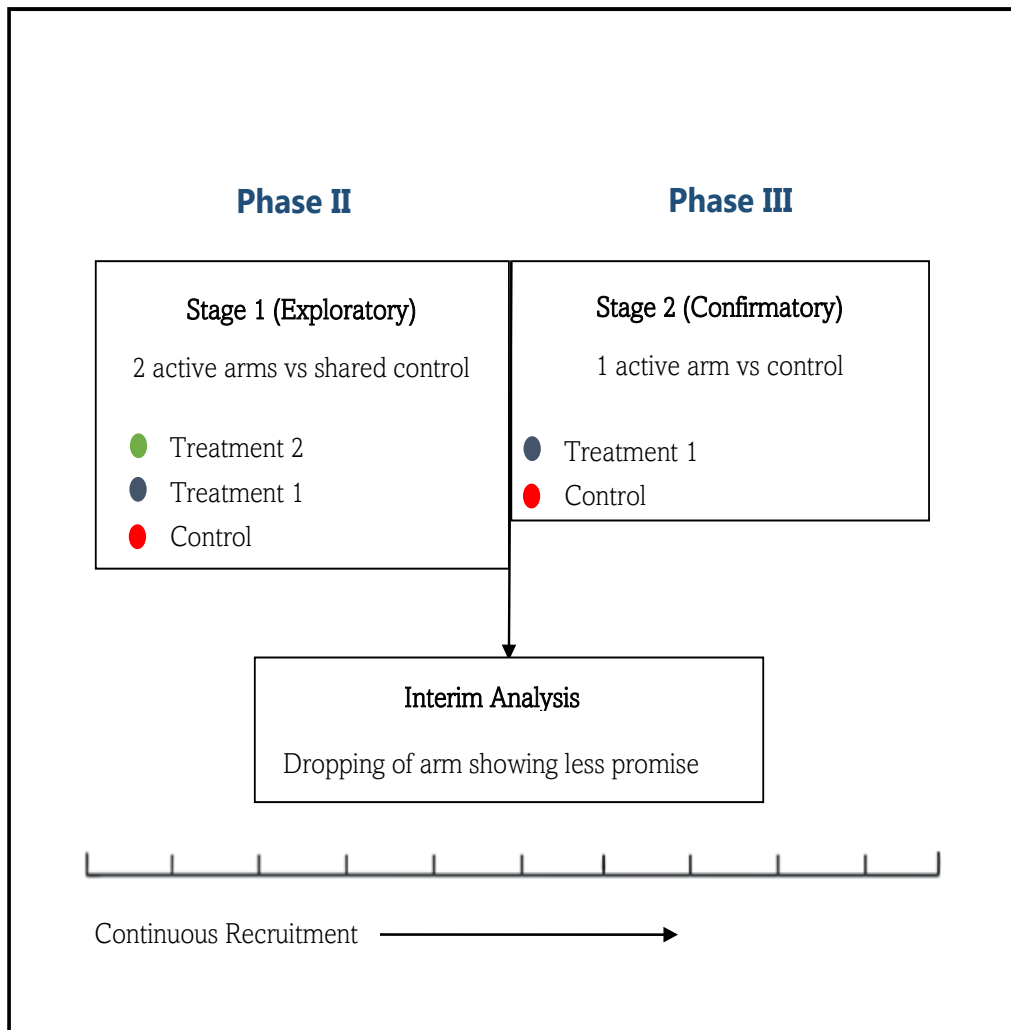 Phase II
Phase III
Stage 1 (Exploratory)
2 active arms vs shared control
Treatment 2
Treatment 1
Control
Stage 2 (Confirmatory)
1 active arm vs control
Treatment 1
Control
Interim Analysis
Dropping of arm showing less promise
Continuous Recruitment